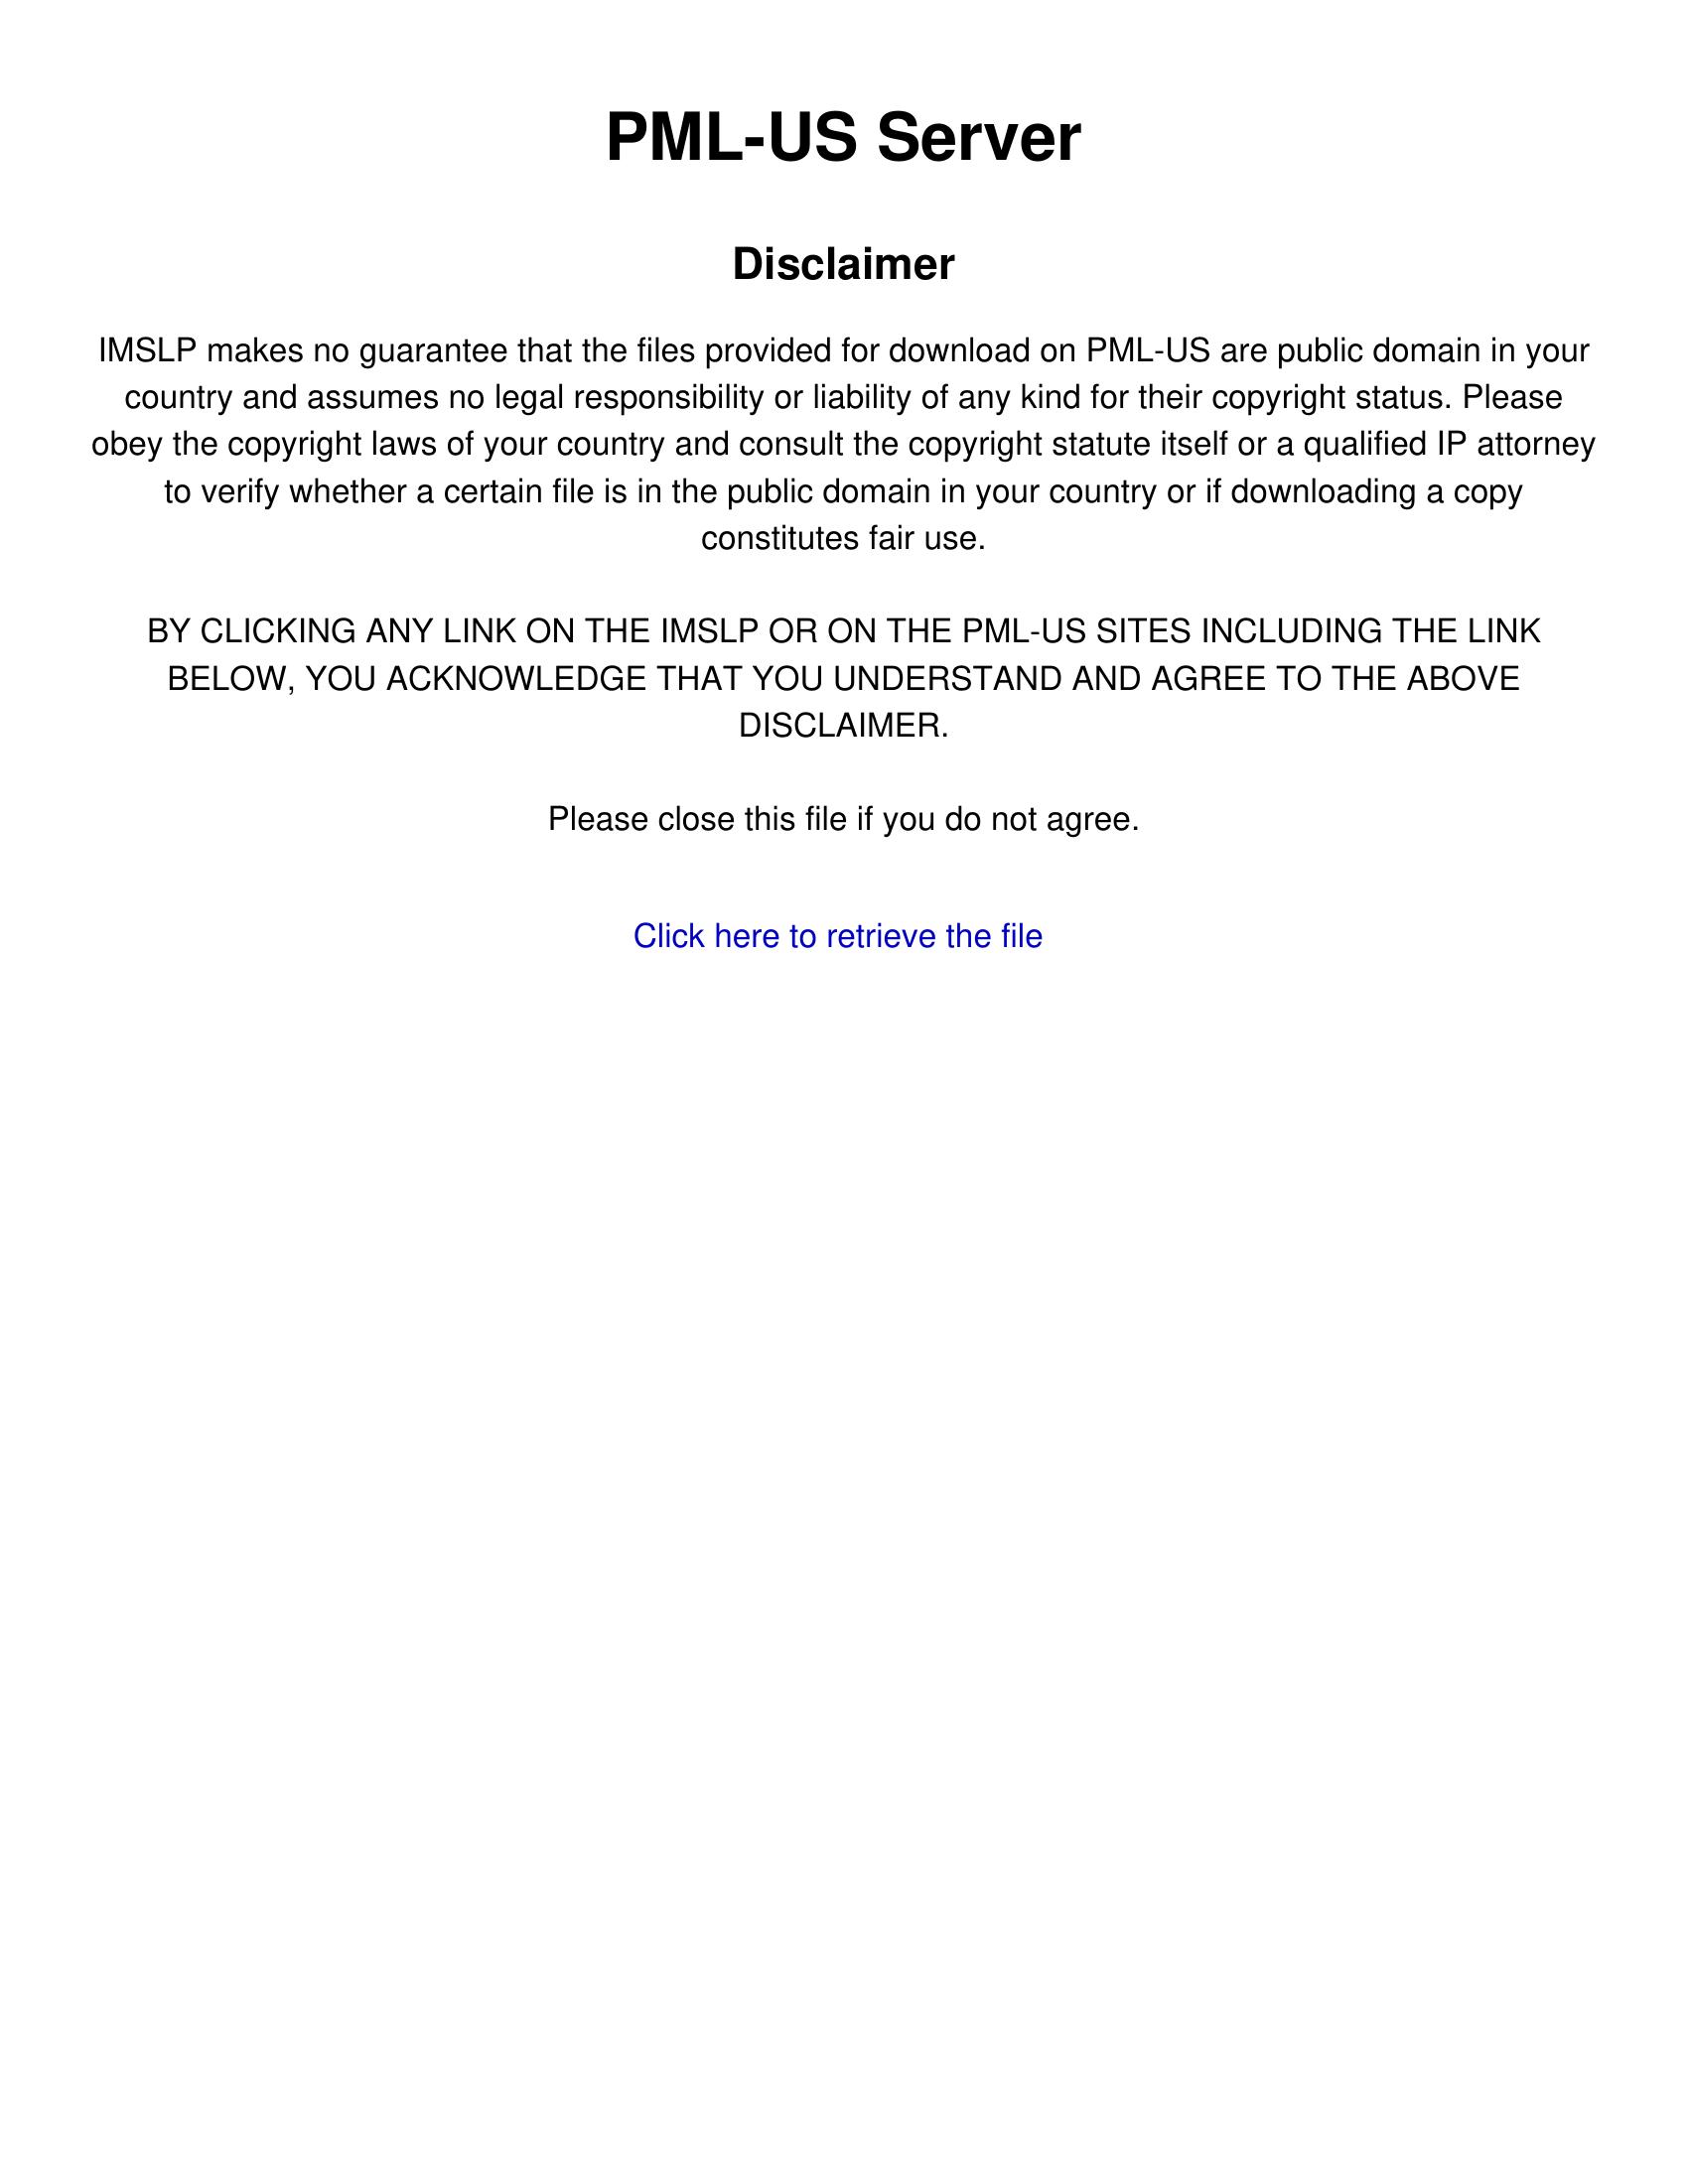 PML-US Server
Disclaimer
IMSLP makes no guarantee that the files provided for download on PML-US are public domain in your
country and assumes no legal responsibility or liability of any kind for their copyright status. Please
obey the copyright laws of your country and consult the copyright statute itself or a qualified IP attorney
to verify whether a certain file is in the public domain in your country or if downloading a copy
constitutes fair use.
BY CLICKING ANY LINK ON THE IMSLP OR ON THE PML-US SITES INCLUDING THE LINK
BELOW, YOU ACKNOWLEDGE THAT YOU UNDERSTAND AND AGREE TO THE ABOVE
DISCLAIMER.
Please close this file if you do not agree.
Click here to retrieve the file